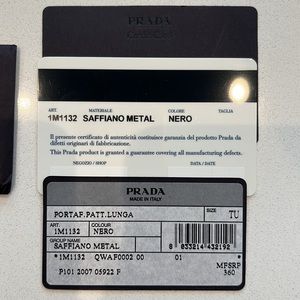 PRADA
ART. MATERIALE COLORE TAGLIA
1M1132 SAFFIANO METAL NERO
Il presente certificato di autenticità costituisce garanzia del prodotto Prada da
difetti originari di fabbricazione.
This Prada product is granted a guarantee covering all manufacturing defects.
NEGOZIO / SHOP DATA / DATE
PRADA
MADE IN ITALY
PORTAF.PATT.LUNGA
SIZE
TU
ART. COLOUR
1M1132 NERO
GROUP NAME
SAFFIANO METAL
8 033214 432192
*1M1132 QWAF0002 00 01 *
MFSRP
P101 2007 05922 F 360